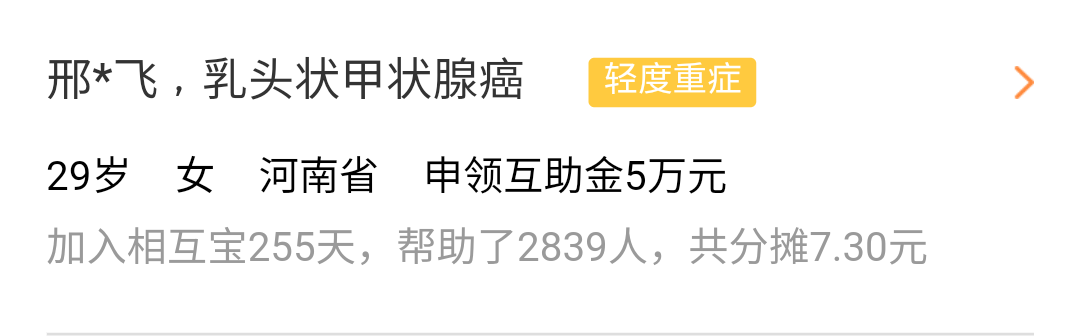 邢*飞，乳头状甲状腺癌 轻度重症
29岁 女 河南省 申领互助金5万元
加入相互宝255天，帮助了2839人，共分摊7.30元